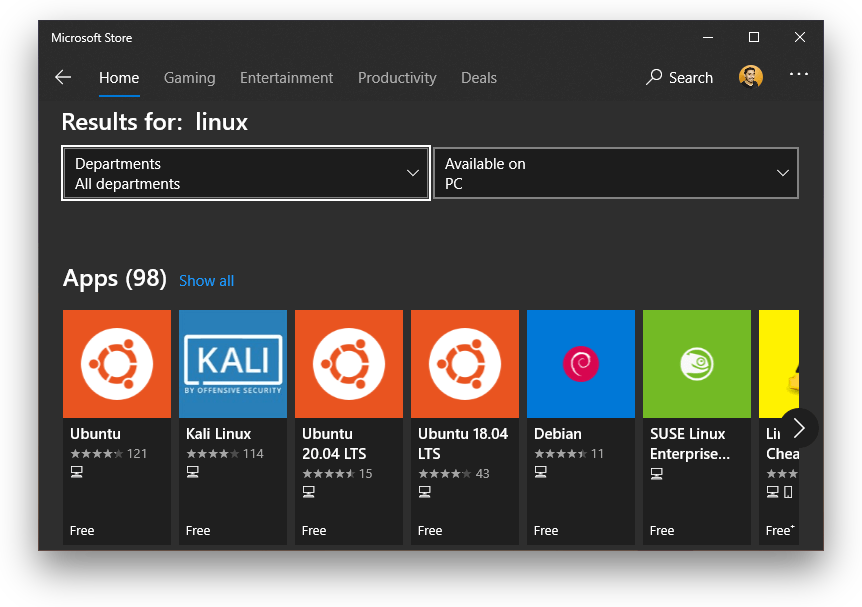 Microsoft Store
Home Gaming Entertainment Productivity Deals Search
Results for: linux
Departments
All departments
Available on
PC
Apps (98) Show all
KALI
BY OFFENSIVE SECURITY
Ubuntu
121
Free
Kali Linux
114
Free
Ubuntu
20.04 LTS
15
Free
Ubuntu 18.04
LTS
43
Free
Debian
11
Free
SUSE Linux
Enterprise...
Free
Li
Chea
Free+